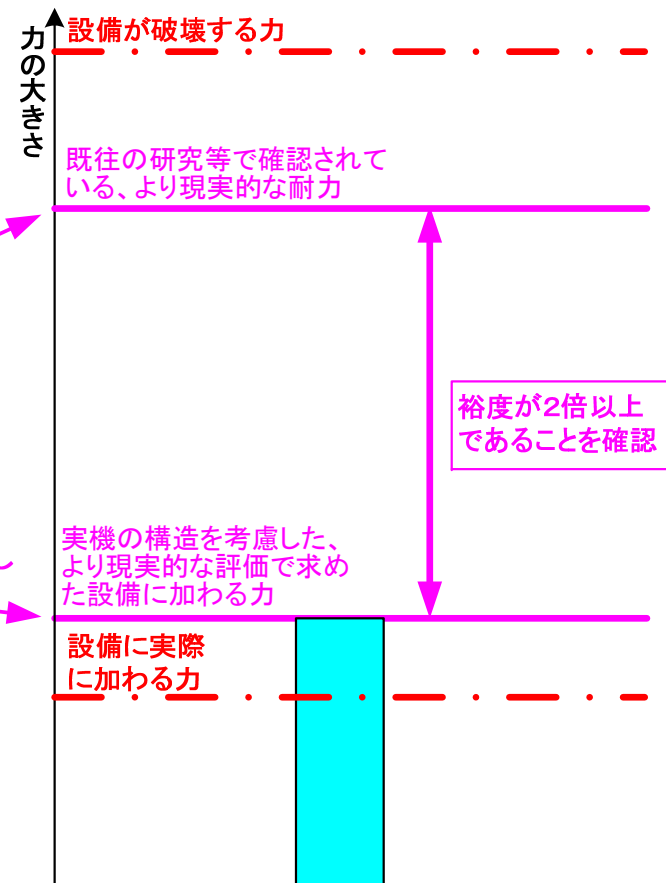 力の大きさ
設備が破壊する力
既往の研究等で確認されて
いる、より現実的な耐力
裕度が2倍以上
であることを確認
実機の構造を考慮した、
より現実的な評価で求め
た設備に加わる力
設備に実際
に加わる力